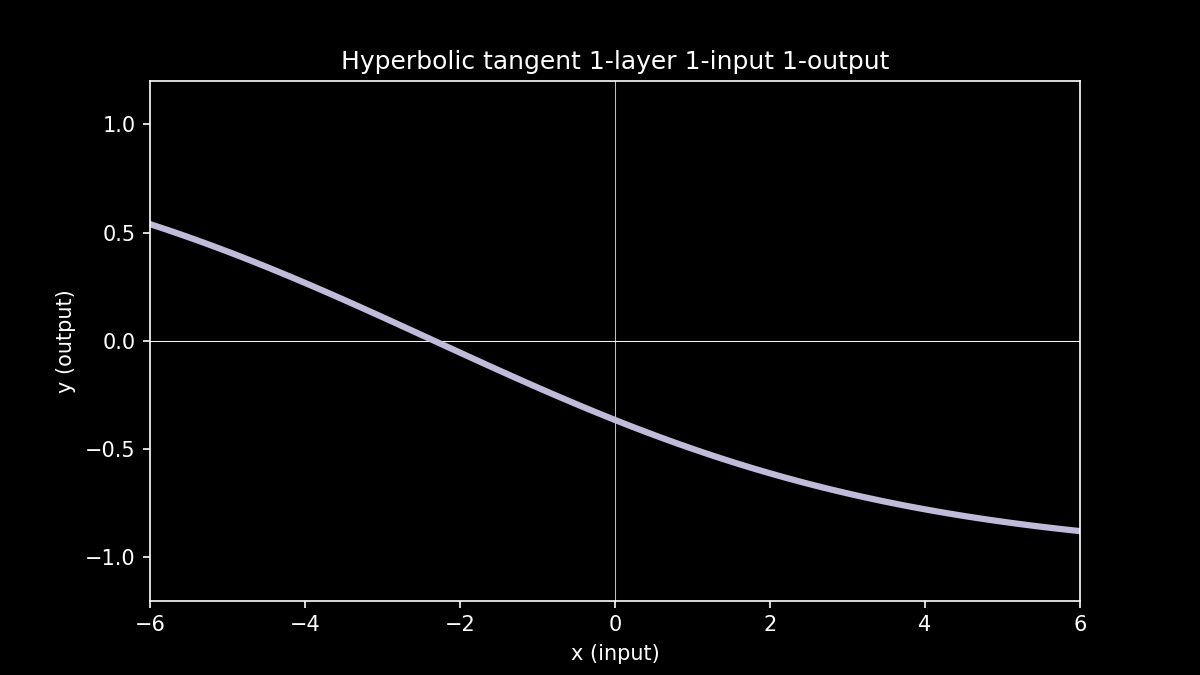 Hyperbolic tangent 1-layer 1-input 1-output
1.0
0.5
0.0
−0.5
−1.0
y (output)
−6 −4 −2 0 2 4 6
x (input)